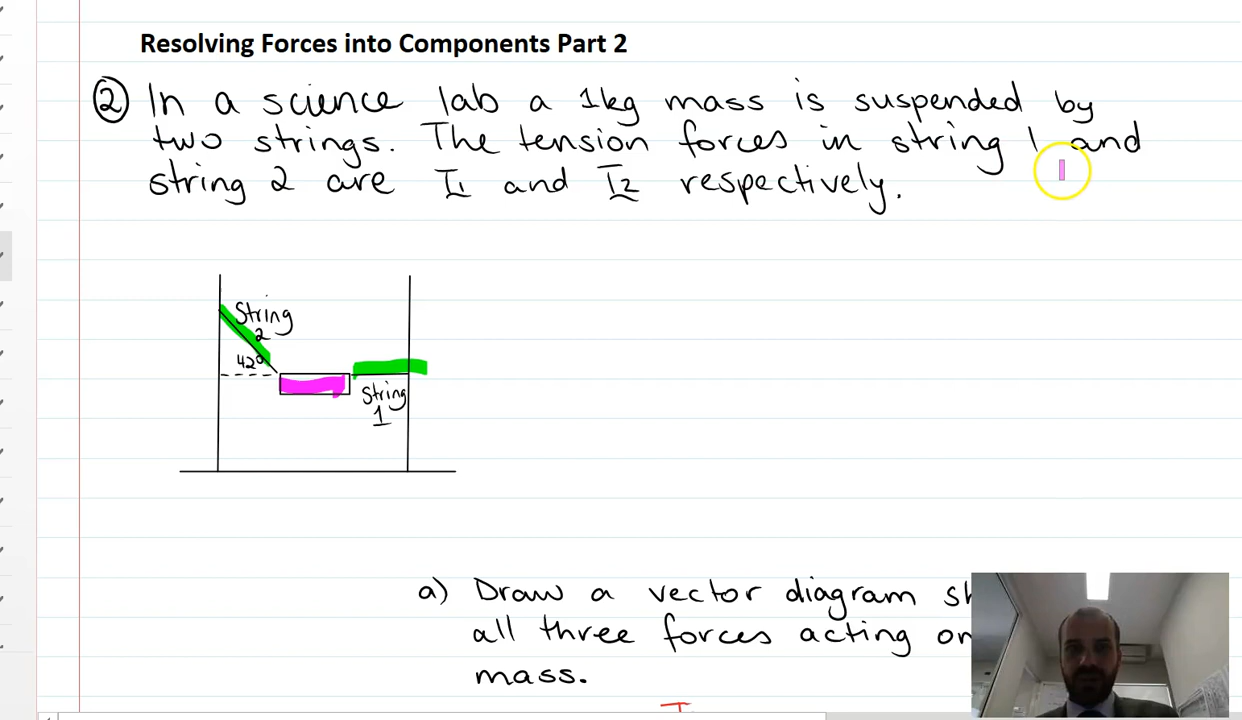 Resolving Forces into Components Part 2
② In a science lab a 1kg mass is suspended by
two strings. The tension forces in string 1 and
string 2 are T1 and T2 respectively.
String
2
42°
String
1
a) Draw a vector diagram
all three forces acting on
mass.